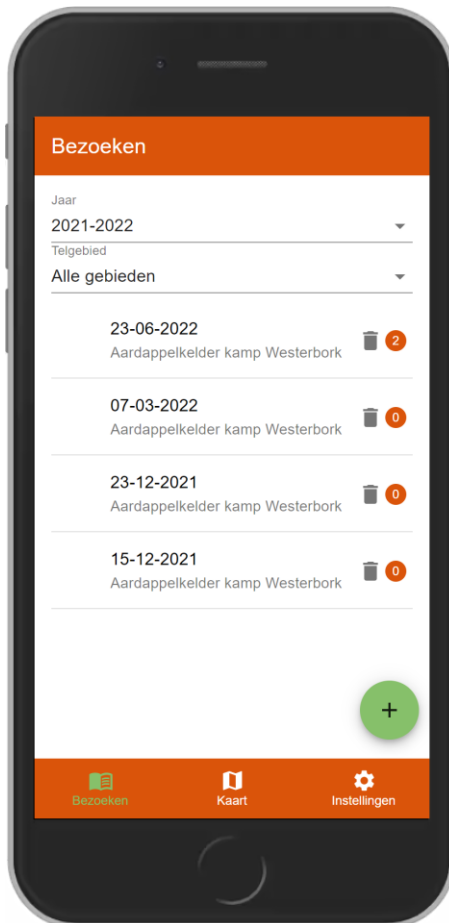 Bezoeken
Jaar
2021-2022
Telgebied
Alle gebieden
23-06-2022
Aardappelkelder kamp Westerbork
2
07-03-2022
Aardappelkelder kamp Westerbork
0
23-12-2021
Aardappelkelder kamp Westerbork
0
15-12-2021
Aardappelkelder kamp Westerbork
0
+
Bezoeken Kaart Instellingen